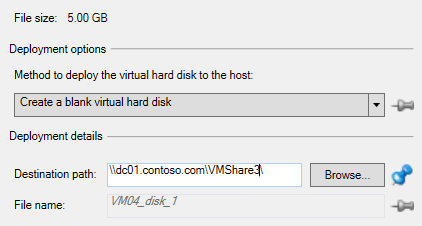 File size: 5.00 GB
Deployment options
Method to deploy the virtual hard disk to the host:
Create a blank virtual hard disk
Deployment details
Destination path: \\dc01.contoso.com\VMShare3\ Browse...
File name: VM04_disk_1